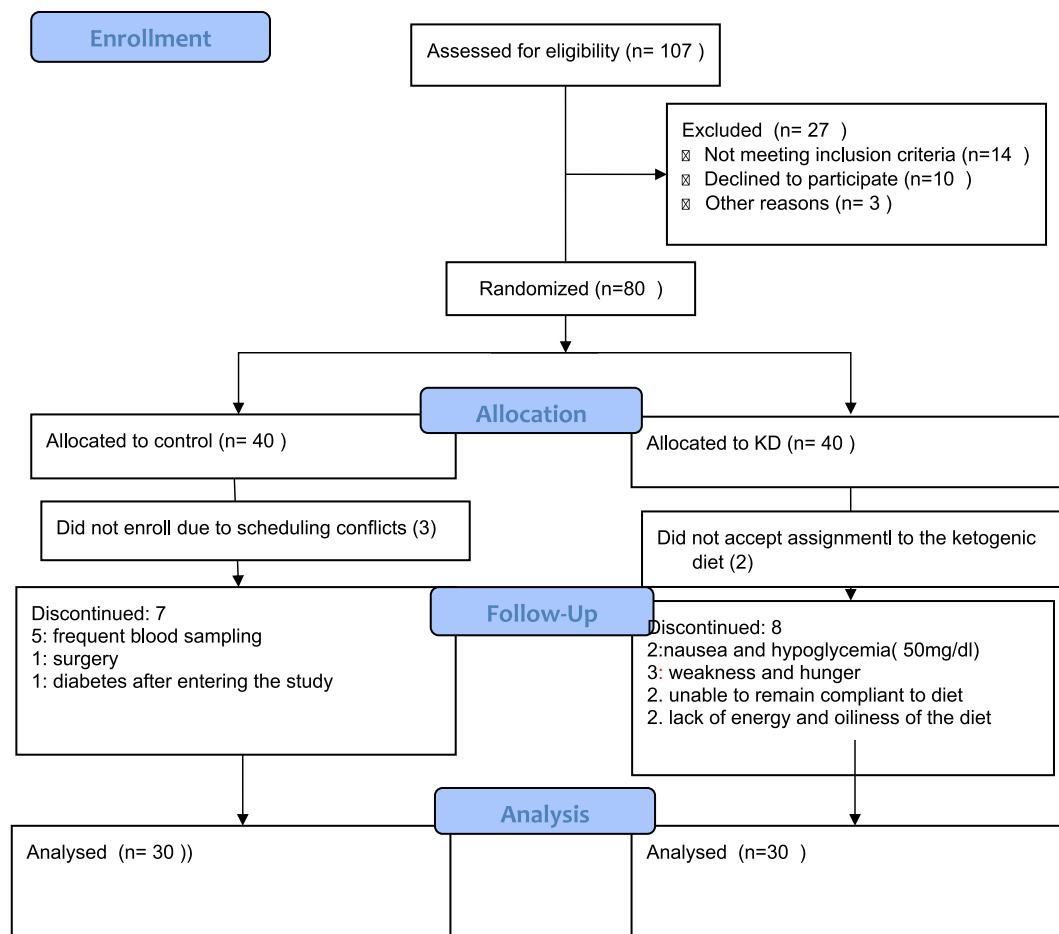 Enrollment
Assessed for eligibility (n= 107 )
Excluded (n= 27 )
Not meeting inclusion criteria (n=14 )
Declined to participate (n=10 )
Other reasons (n= 3 )
Randomized (n=80 )
Allocation
Allocated to control (n= 40 )
Allocated to KD (n= 40 )
Did not enroll due to scheduling conflicts (3)
Did not accept assignmentl to the ketogenic
diet (2)
Follow-Up
Discontinued: 7
5: frequent blood sampling
1: surgery
1: diabetes after entering the study
Discontinued: 8
2:nausea and hypoglycemia( 50mg/dl)
3: weakness and hunger
2. unable to remain compliant to diet
2. lack of energy and oiliness of the diet
Analysis
Analysed (n= 30 ))
Analysed (n=30 )